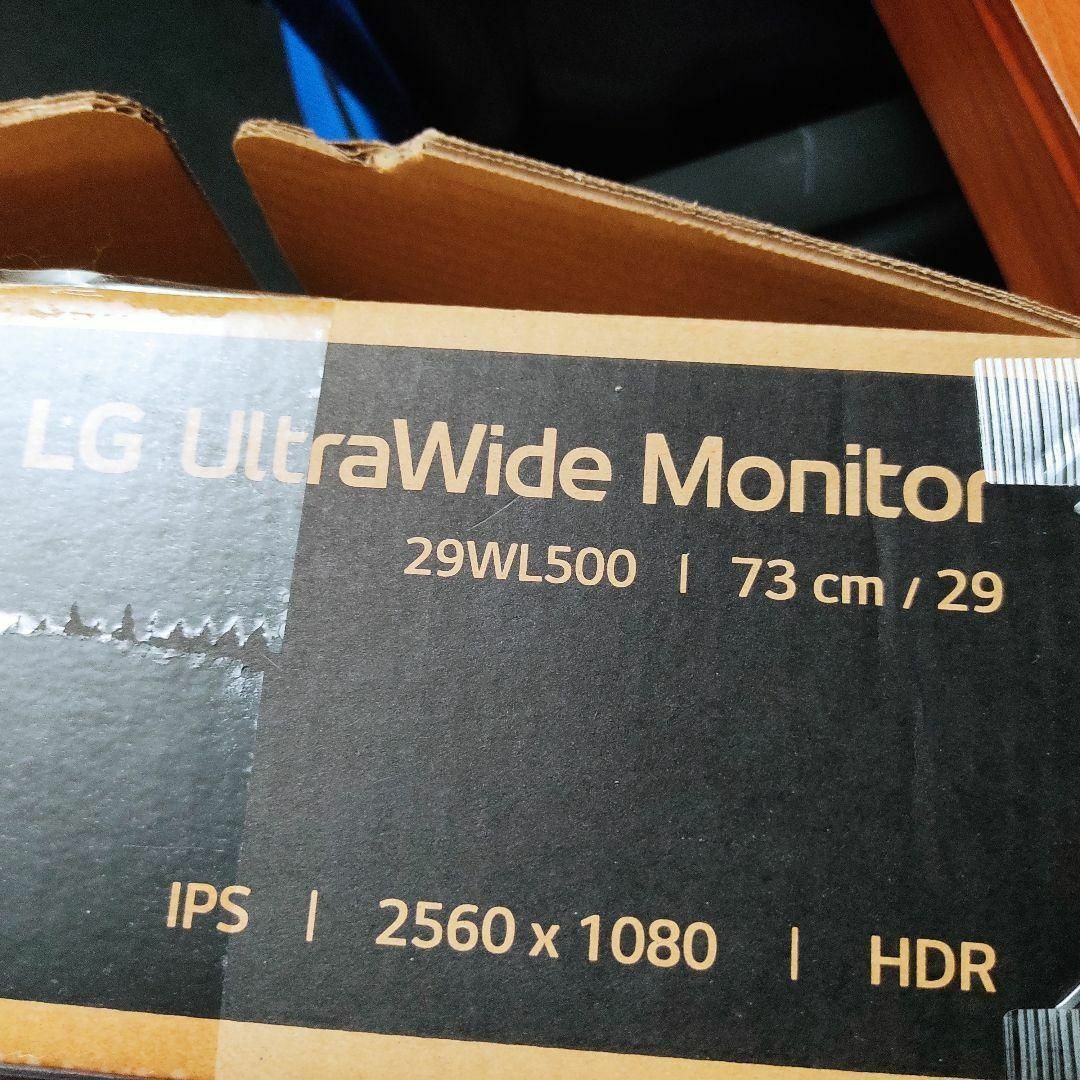 LG UltraWide Monitor
29WL500 | 73 cm / 29
IPS | 2560 x 1080 | HDR